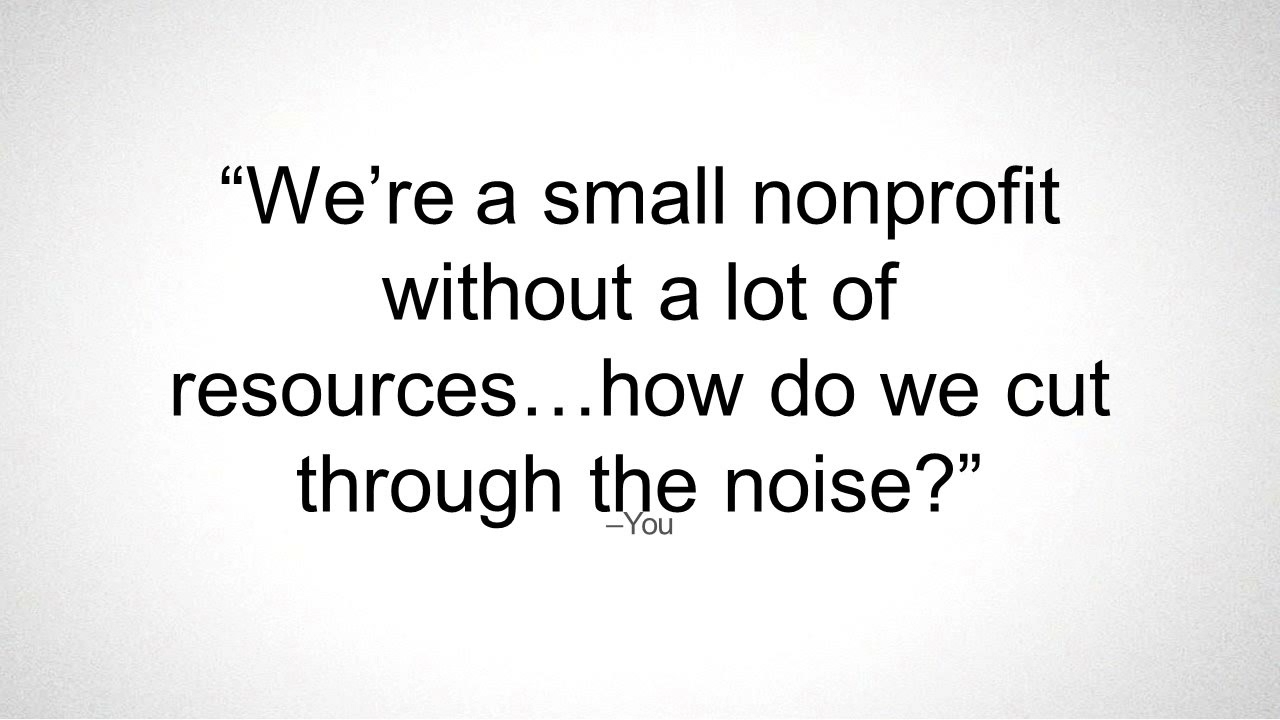 “We’re a small nonprofit
without a lot of
resources…how do we cut
through the noise?”
–You